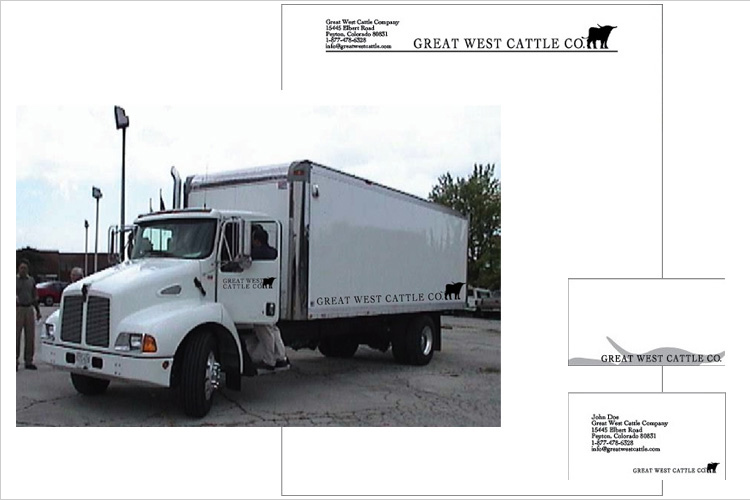 Great West Cattle Company
15445 Elbert Road
Peyton, Colorado 80831
1-877-478-6328
info@greatwestcattle.com
GREAT WEST CATTLE CO.
GREAT WEST
CATTLE CO.
GREAT WEST CATTLE CO.
GREAT WEST CATTLE CO.
John Doe
Great West Cattle Company
15445 Elbert Road
Peyton, Colorado 80831
1-877-478-6328
info@greatwestcattle.com
GREAT WEST CATTLE CO.